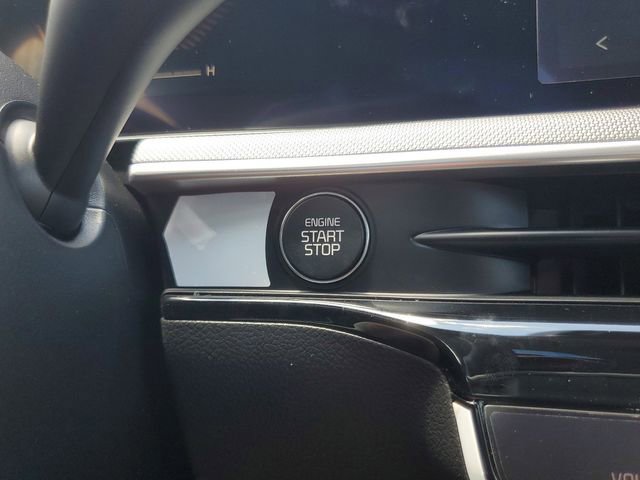 H
<
ENGINE
START
STOP